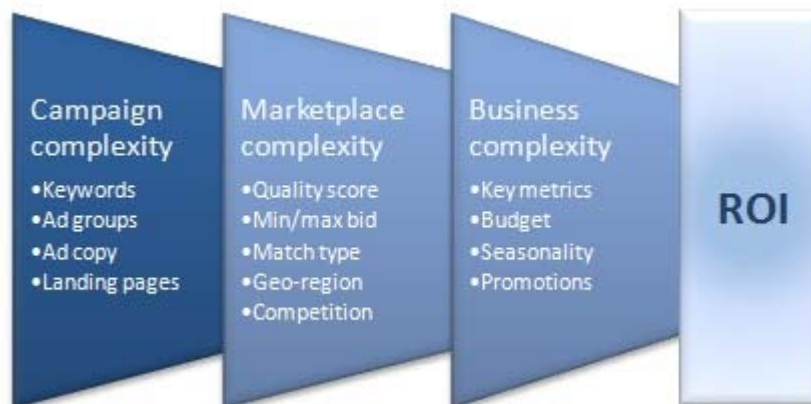 Campaign
complexity
•Keywords
•Ad groups
•Ad copy
•Landing pages
Marketplace
complexity
•Quality score
•Min/max bid
•Match type
•Geo-region
•Competition
Business
complexity
•Key metrics
•Budget
•Seasonality
•Promotions
ROI